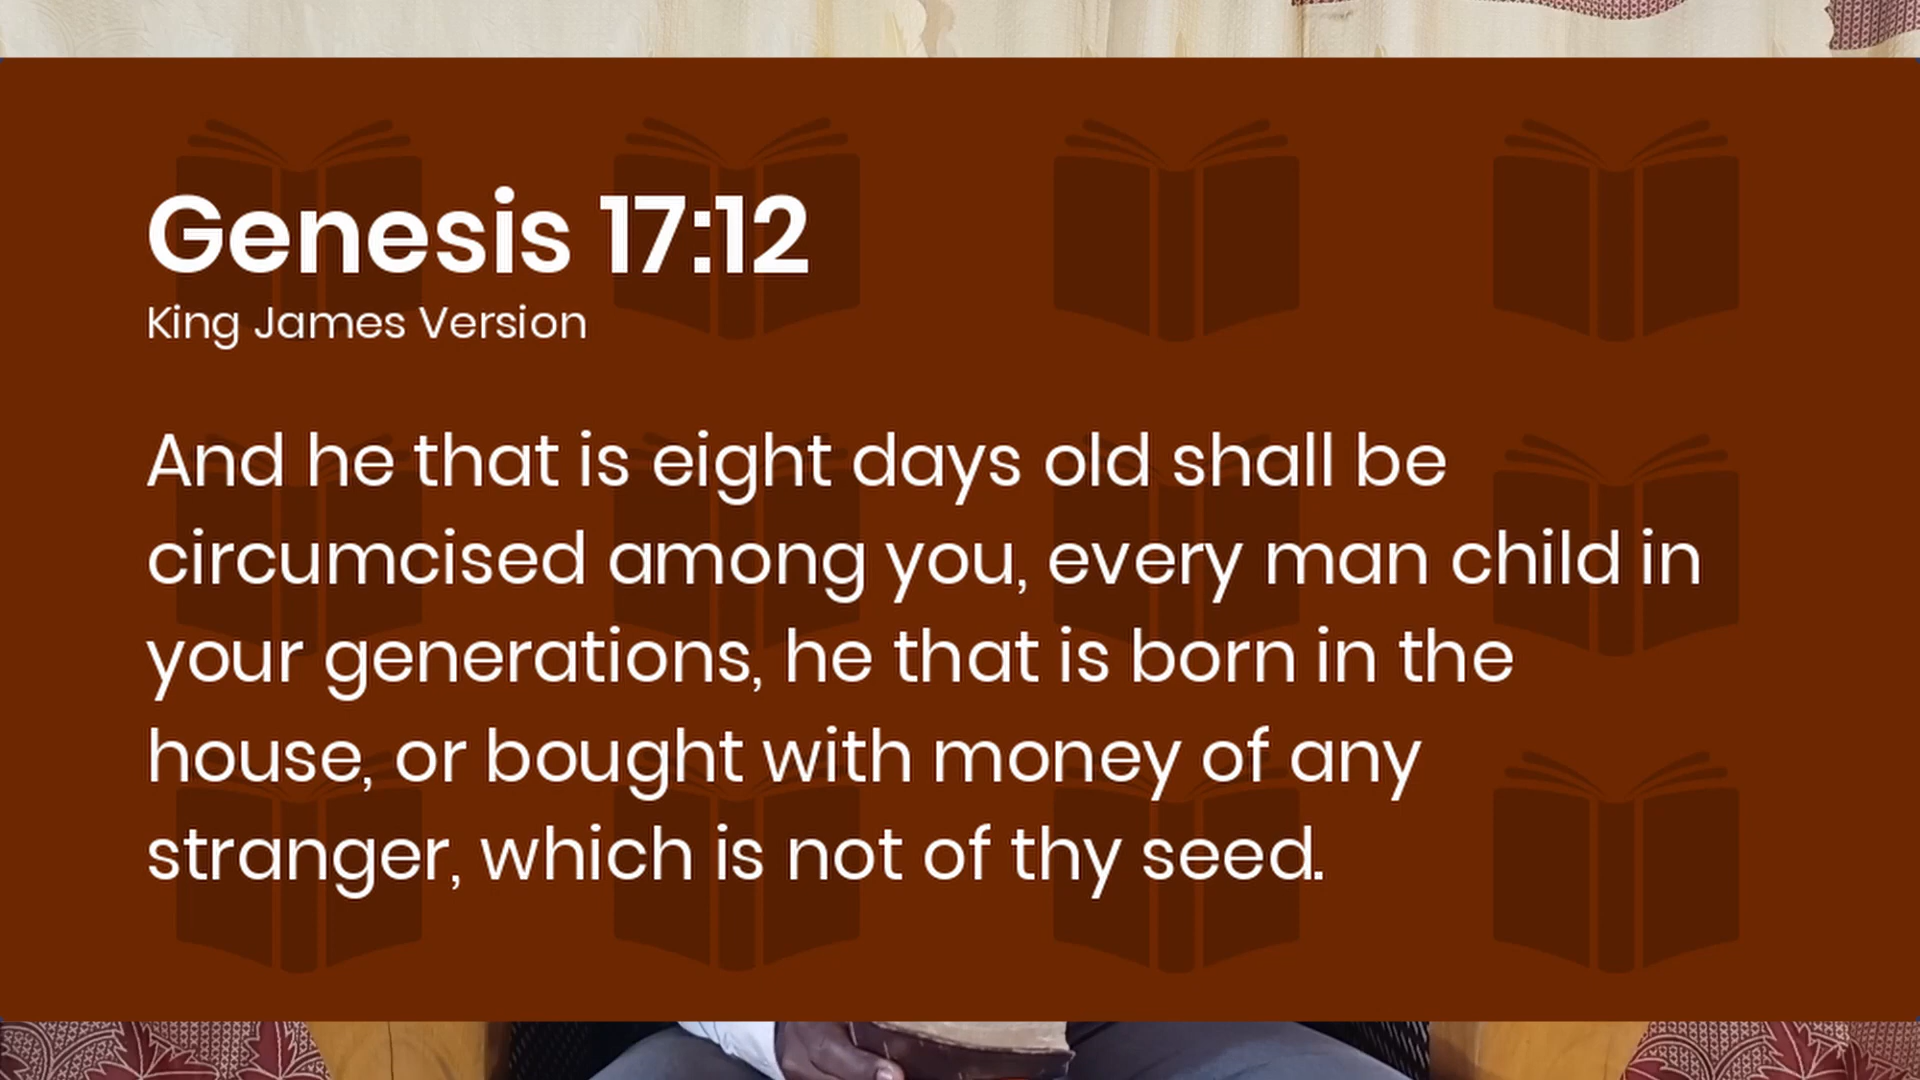 Genesis 17:12
King James Version
And he that is eight days old shall be
circumcised among you, every man child in
your generations, he that is born in the
house, or bought with money of any
stranger, which is not of thy seed.